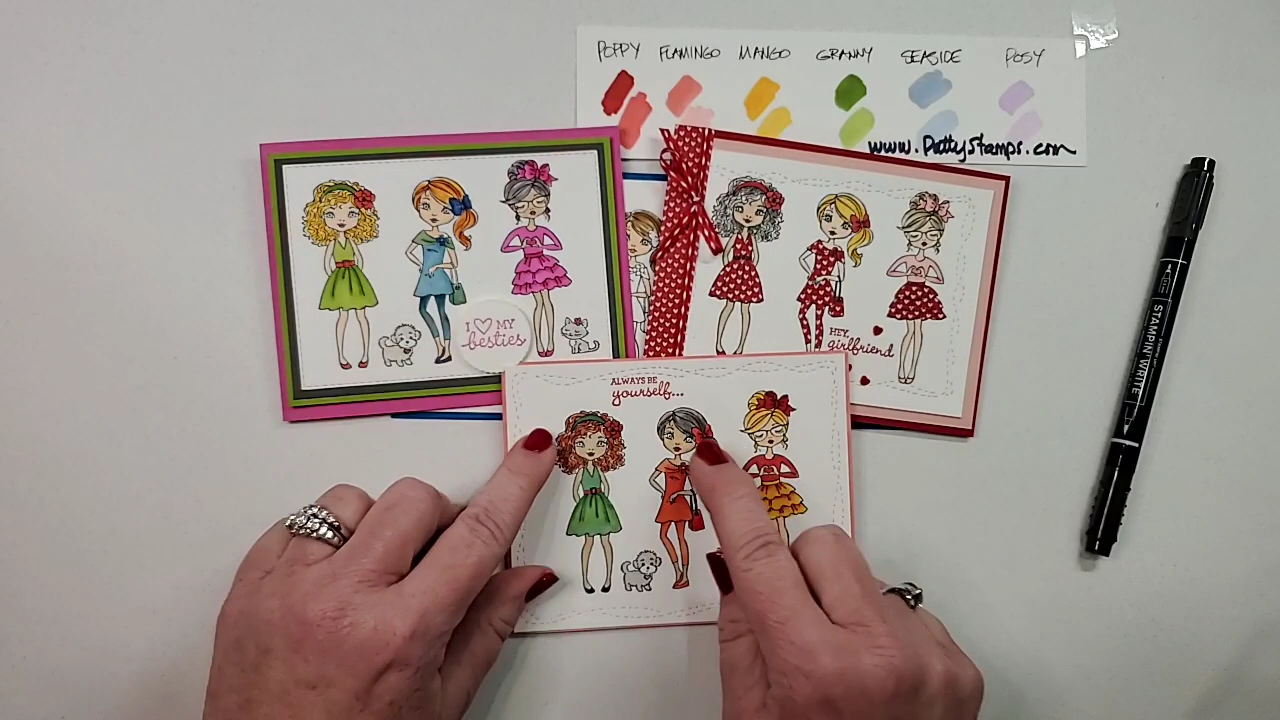 POPPY FLAMINGO MANGO GRANNY SEASIDE POSY
www.PattyStamps.com
I MY
besties
HEY,
girlfriend
ALWAYS BE
yourself...
STAMPIN' WRITE